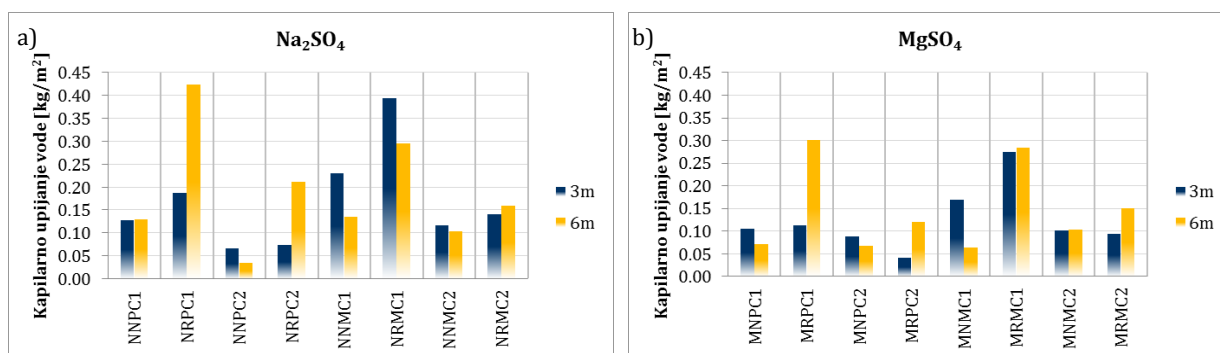 a)
Na₂SO₄
Kapilarno upijanje vode [kg/m²]
0.45
0.40
0.35
0.30
0.25
0.20
0.15
0.10
0.05
0.00
NNPC1
NRPC1
NNPC2
NRPC2
NNMC1
NRMC1
NNMC2
NRMC2
3m
6m
b)
MgSO₄
Kapilarno upijanje vode [kg/m²]
0.45
0.40
0.35
0.30
0.25
0.20
0.15
0.10
0.05
0.00
MNPC1
MRPC1
MNPC2
MRPC2
MNMC1
MRMC1
MNMC2
MRMC2
3m
6m